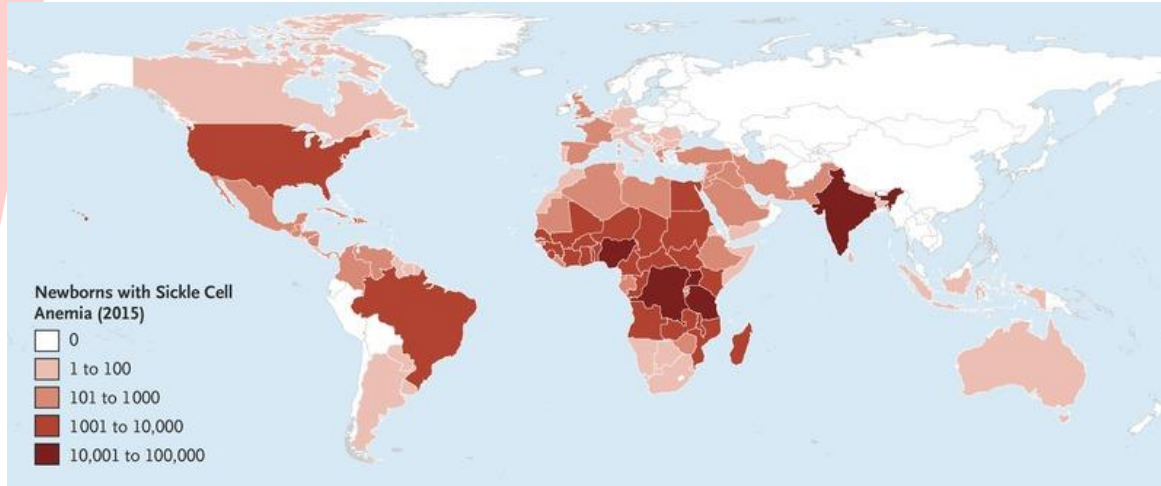 Newborns with Sickle Cell
Anemia (2015)
0
1 to 100
101 to 1000
1001 to 10,000
10,001 to 100,000